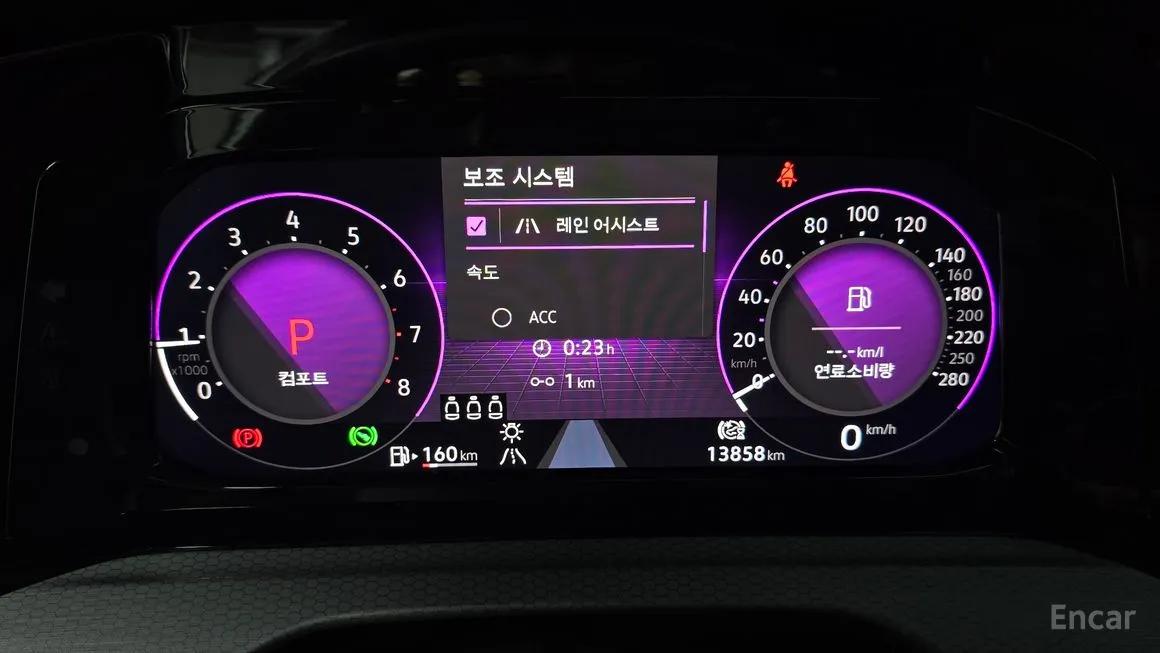 보조 시스템
레인 어시스트
속도
ACC
0:23 h
1 km
1
2
3
4
5
6
7
8
rpm
x1000
0
P
컴포트
(P)
160 km
0
20
40
60
80
100
120
140
160
180
200
220
250
280
km/h
--.- km/l
연료소비량
0 km/h
13858 km
Encar